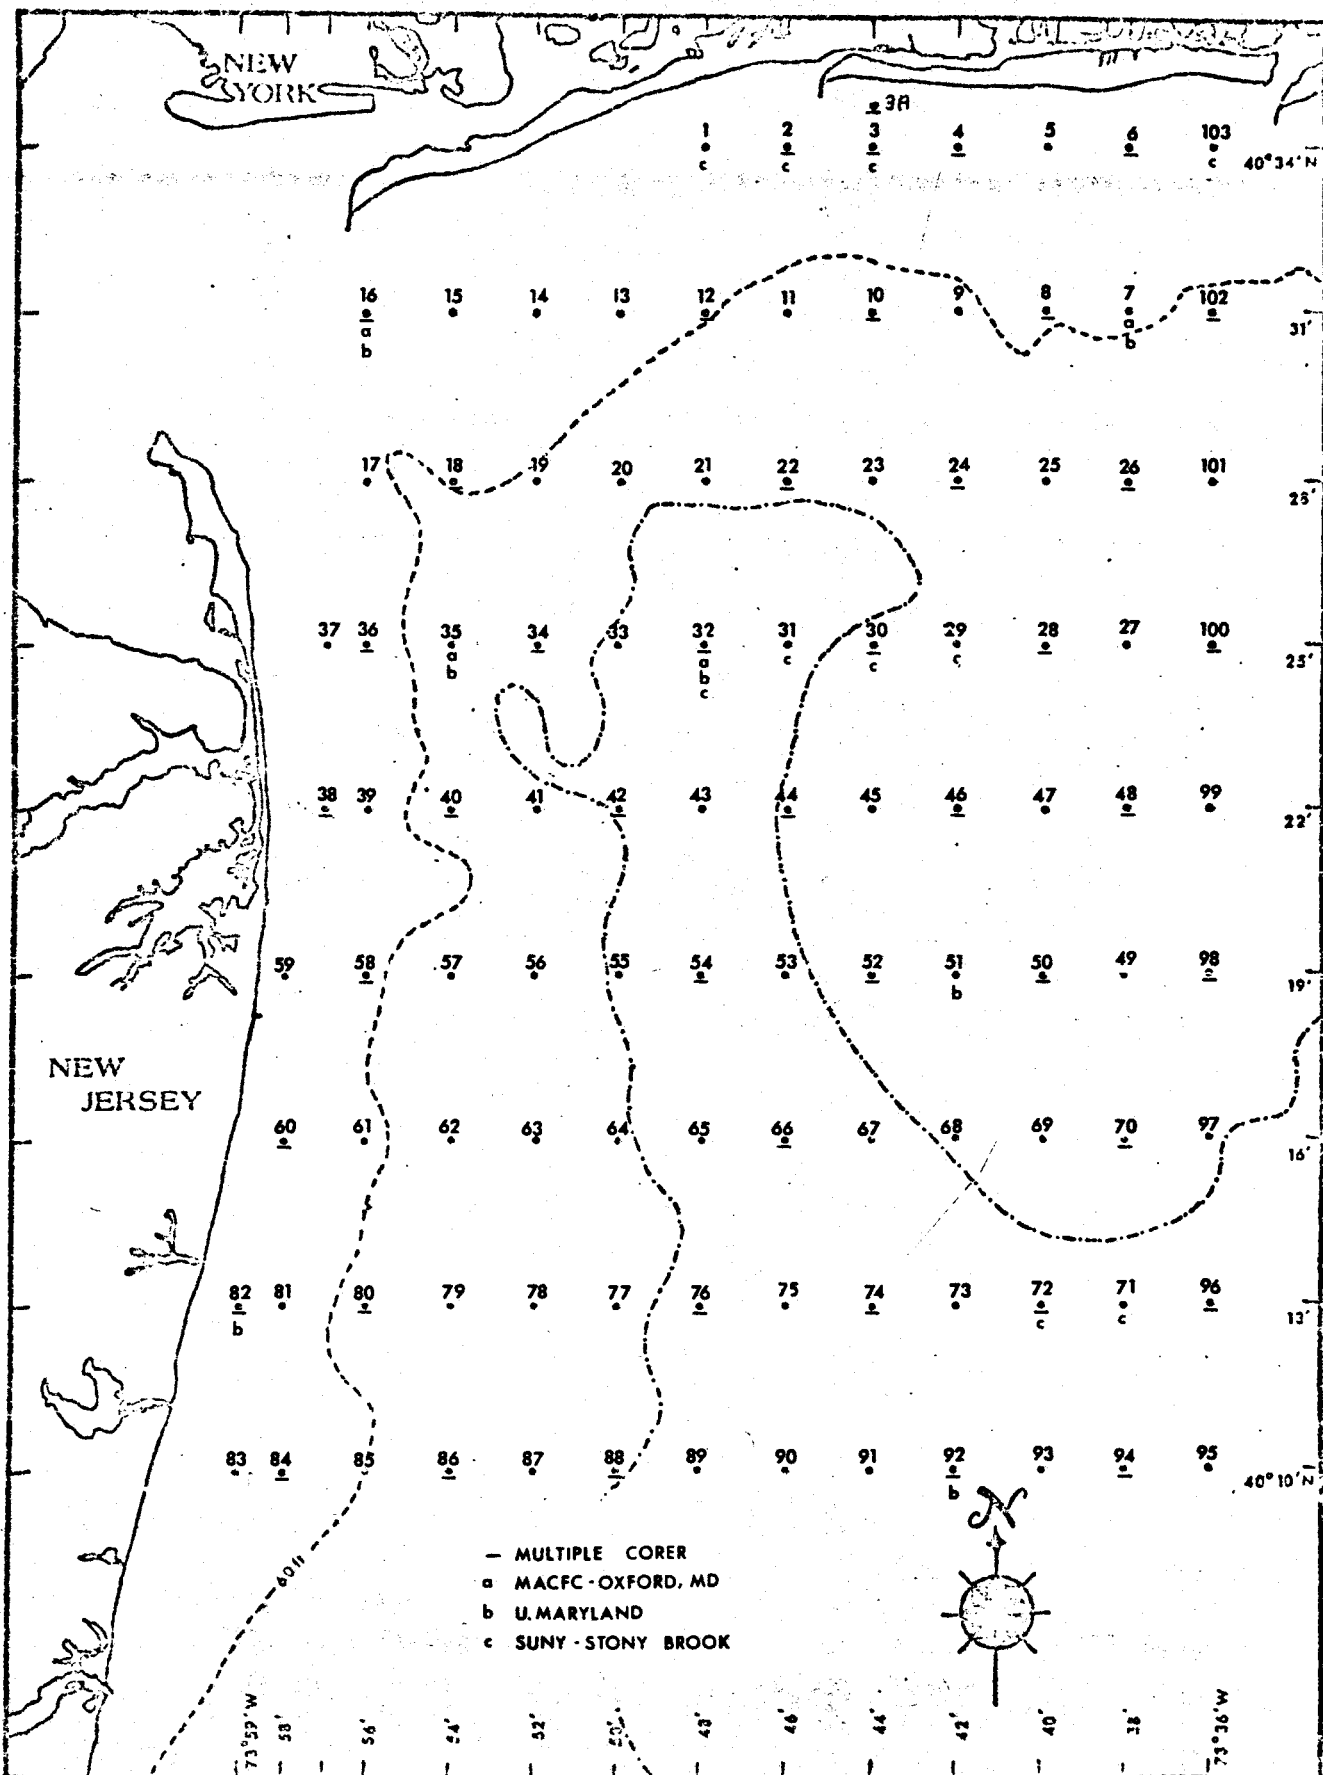 NEW
YORK
3A
1 2 3 4 5 6 103
c c c c 40°34'N
16 15 14 13 12 11 10 9 8 7 102
a a 31'
b b
17 18 19 20 21 22 23 24 25 26 101
28'
37 36 35 34 33 32 31 30 29 28 27 100
a a c c c 25'
b b
c
38 39 40 41 42 43 44 45 46 47 48 99
22'
59 58 57 56 55 54 53 52 51 50 49 98
b 19'
NEW
JERSEY
60 61 62 63 64 65 66 67 68 69 70 97
16'
82 81 80 79 78 77 76 75 74 73 72 71 96
b c c 13'
83 84 85 86 87 88 89 90 91 92 93 94 95
b 40°10'N
N
60 ft
– MULTIPLE CORER
a MACFC-OXFORD, MD
b U. MARYLAND
c SUNY-STONY BROOK
73°59'W 58' 56' 54' 52' 50' 48' 46' 44' 42' 40' 38' 73°36'W